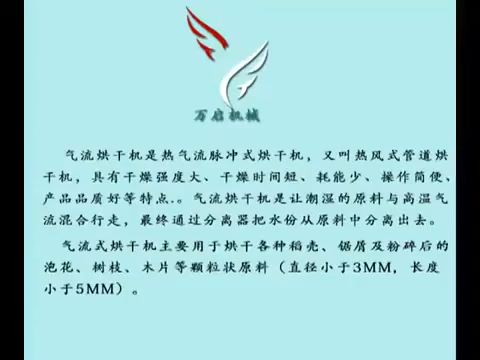 万启机械
气流烘干机是热气流脉冲式烘干机，又叫热风式管道烘
干机，具有干燥强度大、干燥时间短、耗能少、操作简便、
产品品质好等特点.。气流烘干机是让潮湿的原料与高温气
流混合行走，最终通过分离器把水份从原料中分离出去。
气流式烘干机主要用于烘干各种稻壳、锯屑及粉碎后的
泡花、树枝、木片等颗粒状原料（直径小于3MM，长度
小于5MM）。